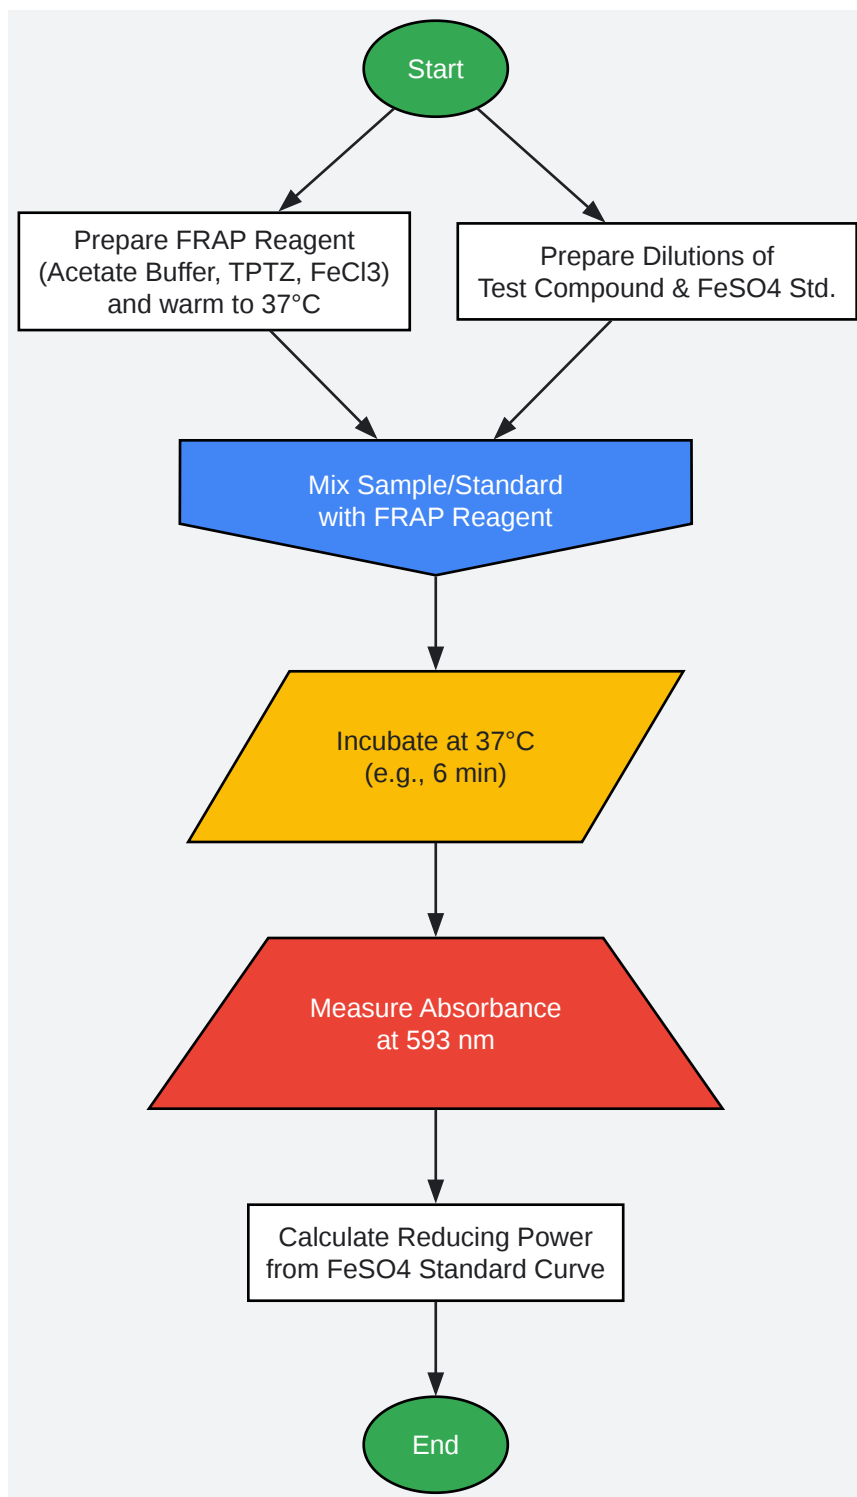 Start
Prepare FRAP Reagent
(Acetate Buffer, TPTZ, FeCl3)
and warm to 37°C
Prepare Dilutions of
Test Compound & FeSO4 Std.
Mix Sample/Standard
with FRAP Reagent
Incubate at 37°C
(e.g., 6 min)
Measure Absorbance
at 593 nm
Calculate Reducing Power
from FeSO4 Standard Curve
End